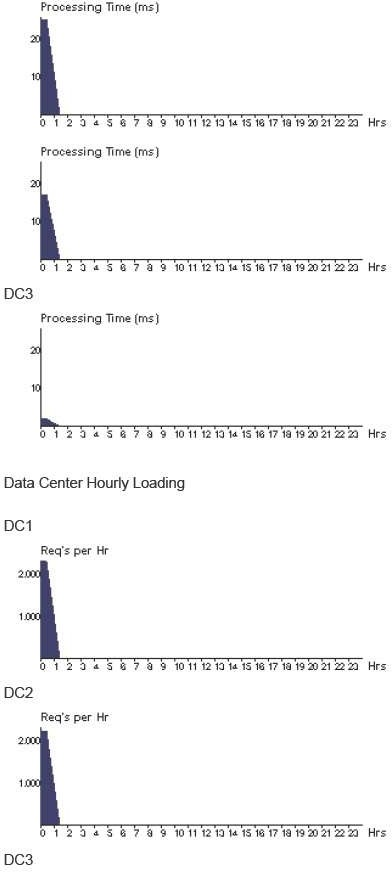 Processing Time (ms)
20
10
0 1 2 3 4 5 6 7 8 9 10 11 12 13 14 15 16 17 18 19 20 21 22 23 Hrs
Processing Time (ms)
20
10
0 1 2 3 4 5 6 7 8 9 10 11 12 13 14 15 16 17 18 19 20 21 22 23 Hrs
DC3
Processing Time (ms)
20
10
0 1 2 3 4 5 6 7 8 9 10 11 12 13 14 15 16 17 18 19 20 21 22 23 Hrs
Data Center Hourly Loading
DC1
Req's per Hr
2.000
1.000
0 1 2 3 4 5 6 7 8 9 10 11 12 13 14 15 16 17 18 19 20 21 22 23 Hrs
DC2
Req's per Hr
2.000
1.000
0 1 2 3 4 5 6 7 8 9 10 11 12 13 14 15 16 17 18 19 20 21 22 23 Hrs
DC3